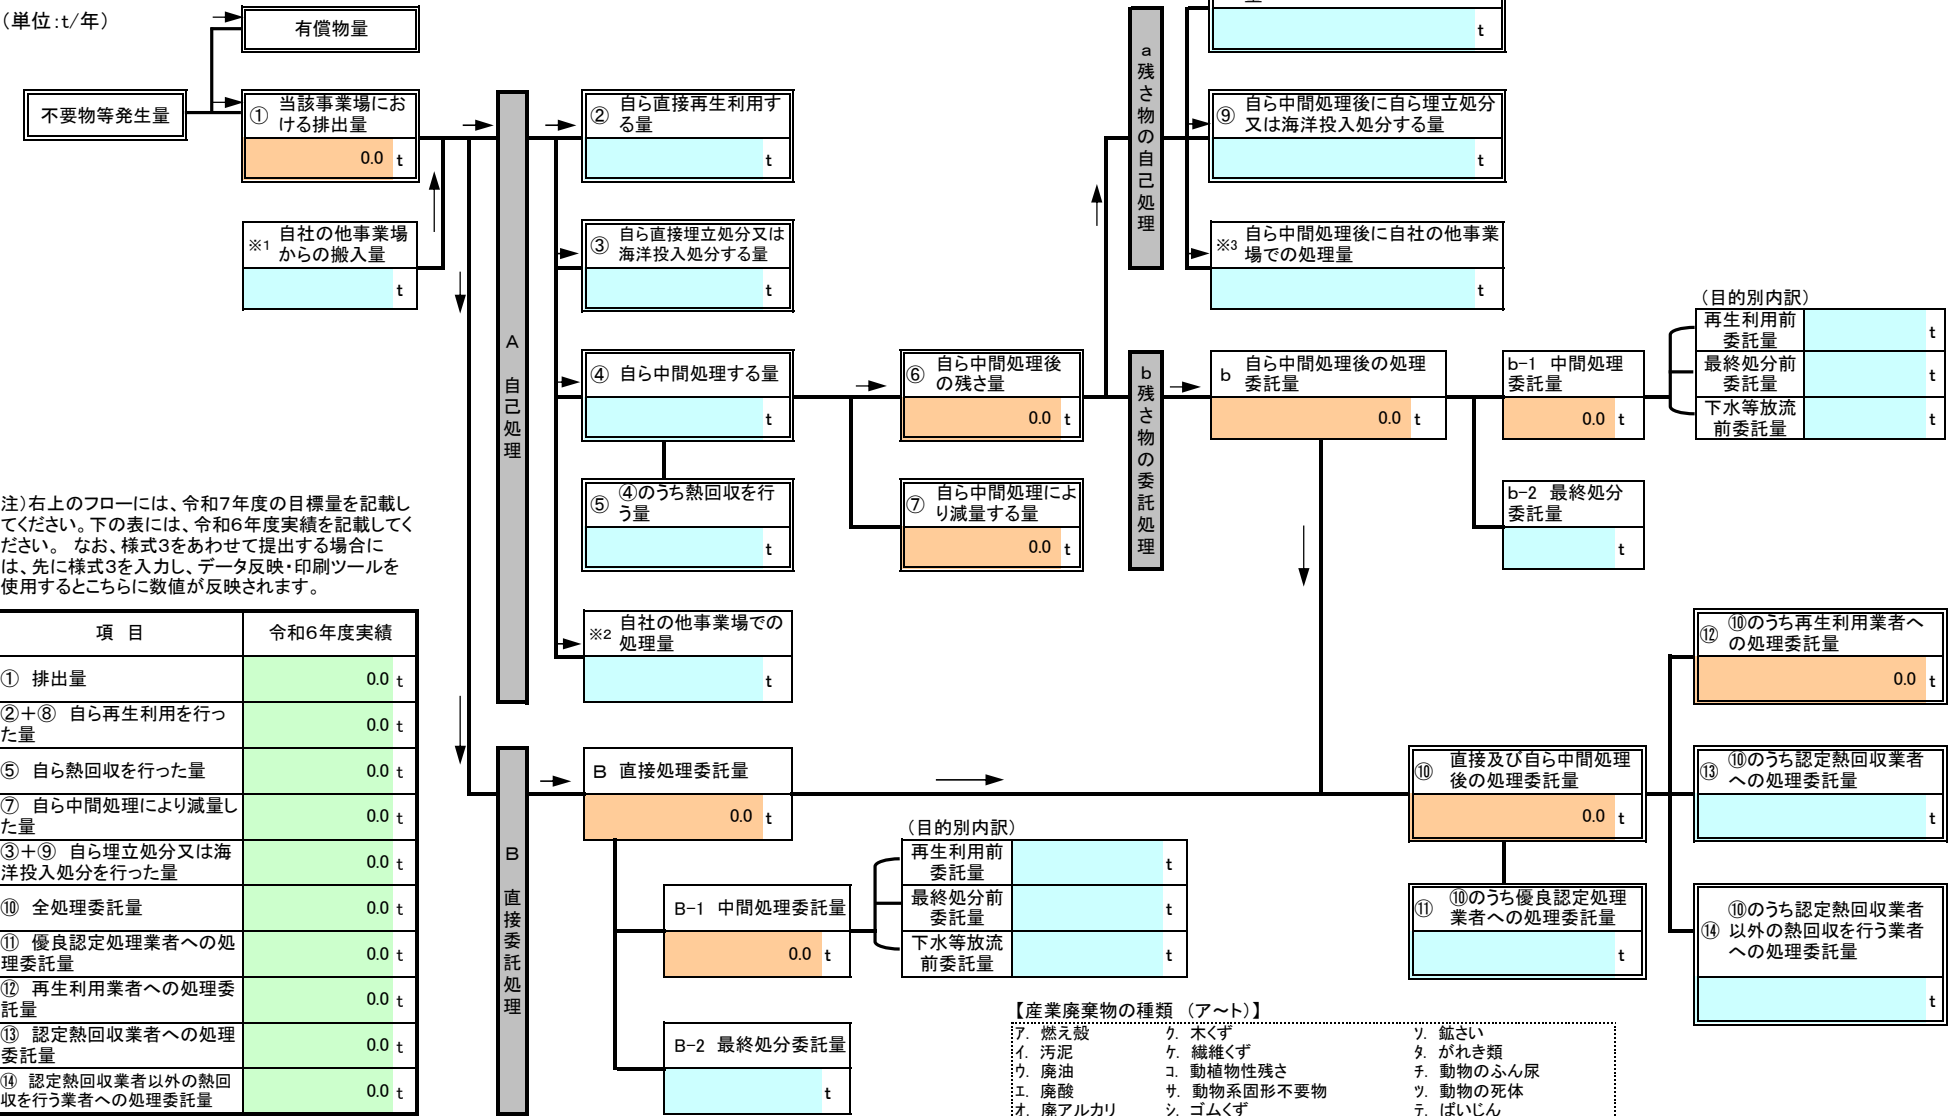 （単位：t/年）
有償物量
t
不要物等発生量
① 当該事業場にお
ける排出量
0.0 t
※1 自社の他事業場
からの搬入量
t
A 自己処理
② 自ら直接再生利用す
る量
t
③ 自ら直接埋立処分又は
海洋投入処分する量
t
④ 自ら中間処理する量
t
⑤ ④のうち熱回収を行
う量
t
※2 自社の他事業場での
処理量
t
⑥ 自ら中間処理後
の残さ量
0.0 t
⑦ 自ら中間処理によ
り減量する量
0.0 t
a 残さ物の自己処理
⑨ 自ら中間処理後に自ら埋立処分
又は海洋投入処分する量
t
※3 自ら中間処理後に自社の他事業
場での処理量
t
b 残さ物の委託処理
b 自ら中間処理後の処理
委託量
0.0 t
b-1 中間処理
委託量
0.0 t
b-2 最終処分
委託量
t
（目的別内訳）
再生利用前
委託量
t
最終処分前
委託量
t
下水等放流
前委託量
t
注）右上のフローには、令和７年度の目標量を記載し
てください。下の表には、令和６年度実績を記載してく
ださい。 なお、様式３をあわせて提出する場合に
は、先に様式３を入力し、データ反映・印刷ツールを
使用するとこちらに数値が反映されます。
項 目 令和６年度実績
① 排出量 0.0 t
②＋⑧ 自ら再生利用を行っ
た量 0.0 t
⑤ 自ら熱回収を行った量 0.0 t
⑦ 自ら中間処理により減量し
た量 0.0 t
③＋⑨ 自ら埋立処分又は海
洋投入処分を行った量 0.0 t
⑩ 全処理委託量 0.0 t
⑪ 優良認定処理業者への処
理委託量 0.0 t
⑫ 再生利用業者への処理委
託量 0.0 t
⑬ 認定熱回収業者への処理
委託量 0.0 t
⑭ 認定熱回収業者以外の熱回
収を行う業者への処理委託量 0.0 t
B 直接委託処理
B 直接処理委託量
0.0 t
B-1 中間処理委託量
0.0 t
B-2 最終処分委託量
t
（目的別内訳）
再生利用前
委託量
t
最終処分前
委託量
t
下水等放流
前委託量
t
⑩ 直接及び自ら中間処理
後の処理委託量
0.0 t
⑪ ⑩のうち優良認定処理
業者への処理委託量
t
⑫ ⑩のうち再生利用業者へ
の処理委託量
0.0 t
⑬ ⑩のうち認定熱回収業者
への処理委託量
t
⑭ ⑩のうち認定熱回収業者
以外の熱回収を行う業者
への処理委託量
t
【産業廃棄物の種類 （ア～ト）】
ア. 燃え殻 ク. 木くず ソ. 鉱さい
イ. 汚泥 ケ. 繊維くず タ. がれき類
ウ. 廃油 コ. 動植物性残さ チ. 動物のふん尿
エ. 廃酸 サ. 動物系固形不要物 ツ. 動物の死体
オ. 廃アルカリ シ. ゴムくず テ. ばいじん